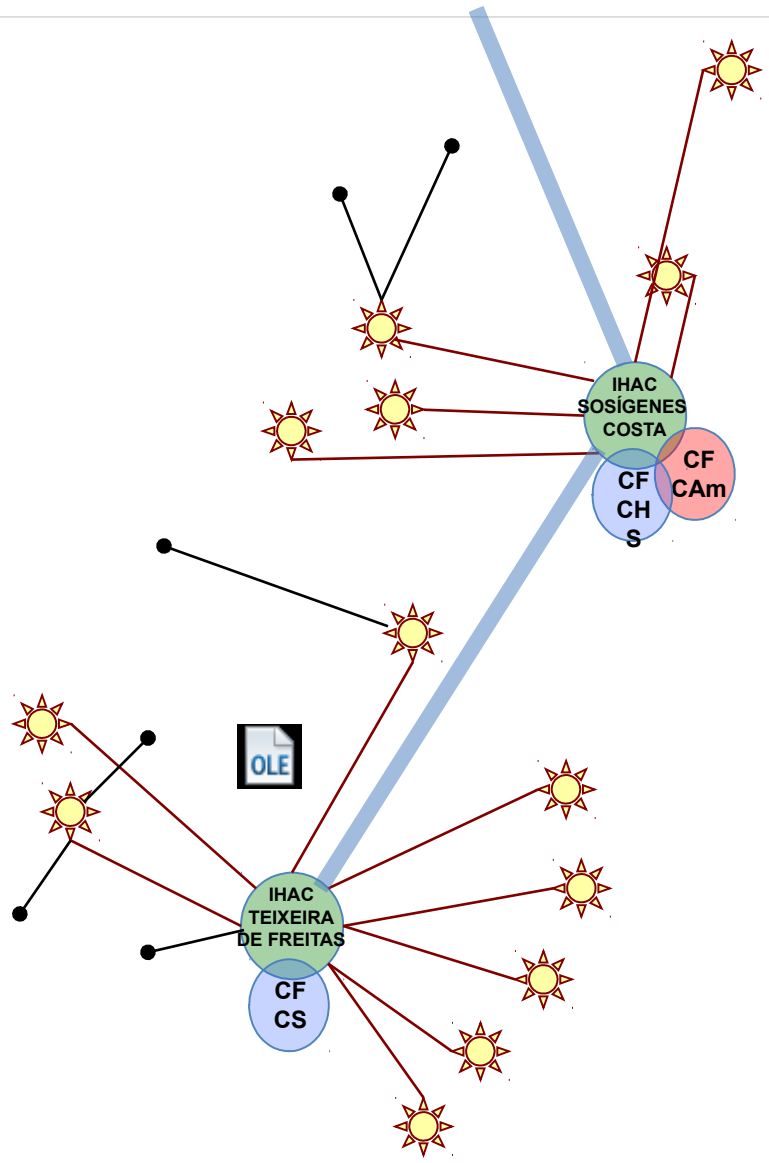 IHAC
SOSÍGENES
COSTA
CF
CAm
CF
CH
S
OLE
IHAC
TEIXEIRA
DE FREITAS
CF
CS